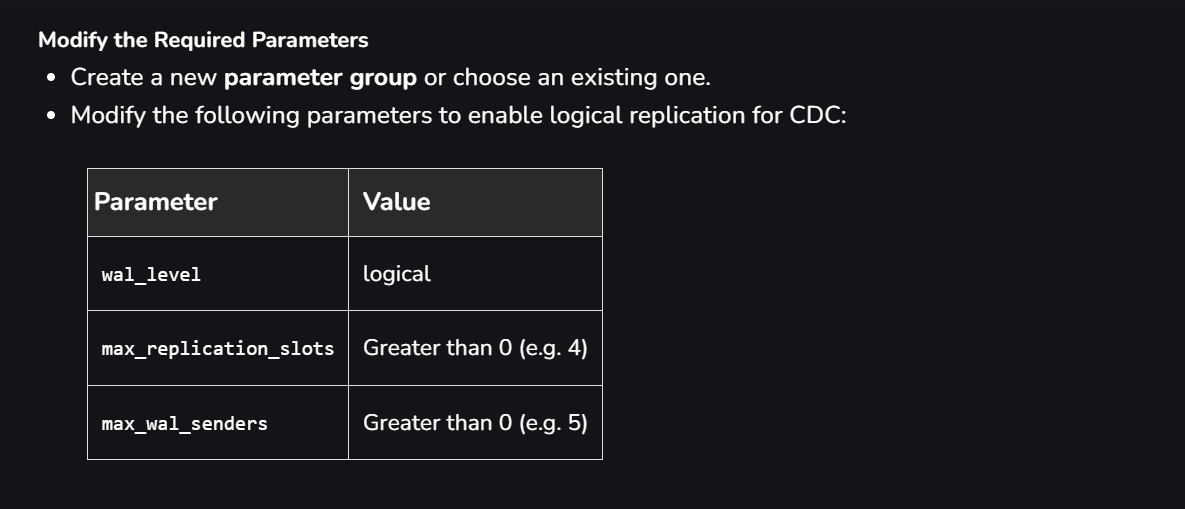 Modify the Required Parameters
Create a new parameter group or choose an existing one.
Modify the following parameters to enable logical replication for CDC:
Parameter Value
wal_level logical
max_replication_slots Greater than 0 (e.g. 4)
max_wal_senders Greater than 0 (e.g. 5)